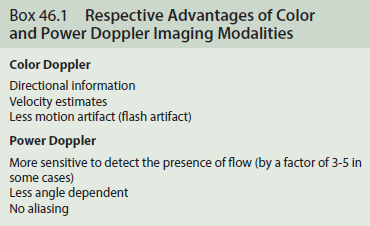 Box 46.1 Respective Advantages of Color
and Power Doppler Imaging Modalities
Color Doppler
Directional information
Velocity estimates
Less motion artifact (flash artifact)
Power Doppler
More sensitive to detect the presence of flow (by a factor of 3-5 in
some cases)
Less angle dependent
No aliasing